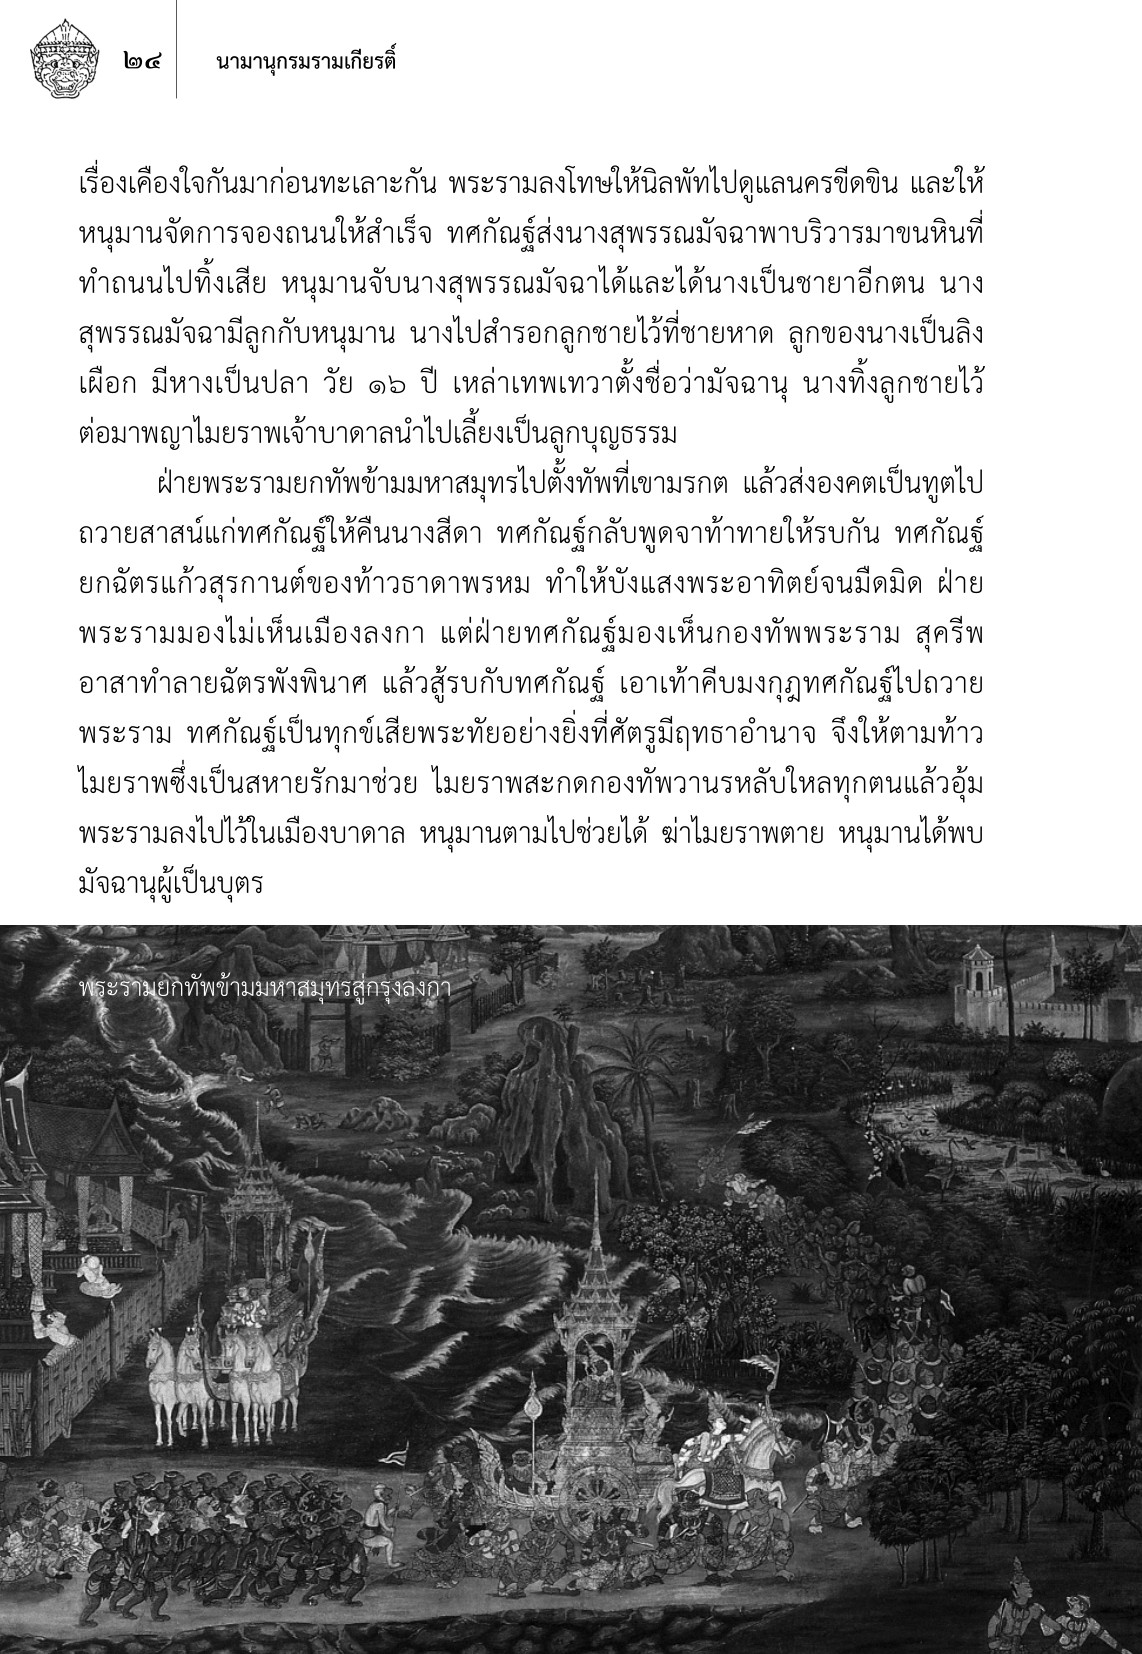 ๒๔
นามานุกรมรามเกียรติ์
เรื่องเคืองใจกันมาก่อนทะเลาะกัน พระรามลงโทษให้นิลพัทไปดูแลนครขีดขิน และให้
หนุมานจัดการจองถนนให้สำเร็จ ทศกัณฐ์ส่งนางสุพรรณมัจฉาพาบริวารมาขนหินที่
ทำถนนไปทิ้งเสีย หนุมานจับนางสุพรรณมัจฉาได้และได้นางเป็นชายาอีกตน นาง
สุพรรณมัจฉามีลูกกับหนุมาน นางไปสำรอกลูกชายไว้ที่ชายหาด ลูกของนางเป็นลิง
เผือก มีหางเป็นปลา วัย ๑๖ ปี เหล่าเทพเทวาตั้งชื่อว่ามัจฉานุ นางทิ้งลูกชายไว้
ต่อมาพญาไมยราพเจ้าบาดาลนำไปเลี้ยงเป็นลูกบุญธรรม
ฝ่ายพระรามยกทัพข้ามมหาสมุทรไปตั้งทัพที่เขามรกต แล้วส่งองคตเป็นทูตไป
ถวายสาสน์แก่ทศกัณฐ์ให้คืนนางสีดา ทศกัณฐ์กลับพูดจาท้าทายให้รบกัน ทศกัณฐ์
ยกฉัตรแก้วสุรกานต์ของท้าวธาดาพรหม ทำให้บังแสงพระอาทิตย์จนมืดมิด ฝ่าย
พระรามมองไม่เห็นเมืองลงกา แต่ฝ่ายทศกัณฐ์มองเห็นกองทัพพระราม สุครีพ
อาสาทำลายฉัตรพังพินาศ แล้วสู้รบกับทศกัณฐ์ เอาเท้าคีบมงกุฎทศกัณฐ์ไปถวาย
พระราม ทศกัณฐ์เป็นทุกข์เสียพระทัยอย่างยิ่งที่ศัตรูมีฤทธาอำนาจ จึงให้ตามท้าว
ไมยราพซึ่งเป็นสหายรักมาช่วย ไมยราพสะกดกองทัพวานรหลับใหลทุกตนแล้วอุ้ม
พระรามลงไปไว้ในเมืองบาดาล หนุมานตามไปช่วยได้ ฆ่าไมยราพตาย หนุมานได้พบ
มัจฉานุผู้เป็นบุตร
พระรามยกทัพข้ามมหาสมุทรสู่กรุงลงกา